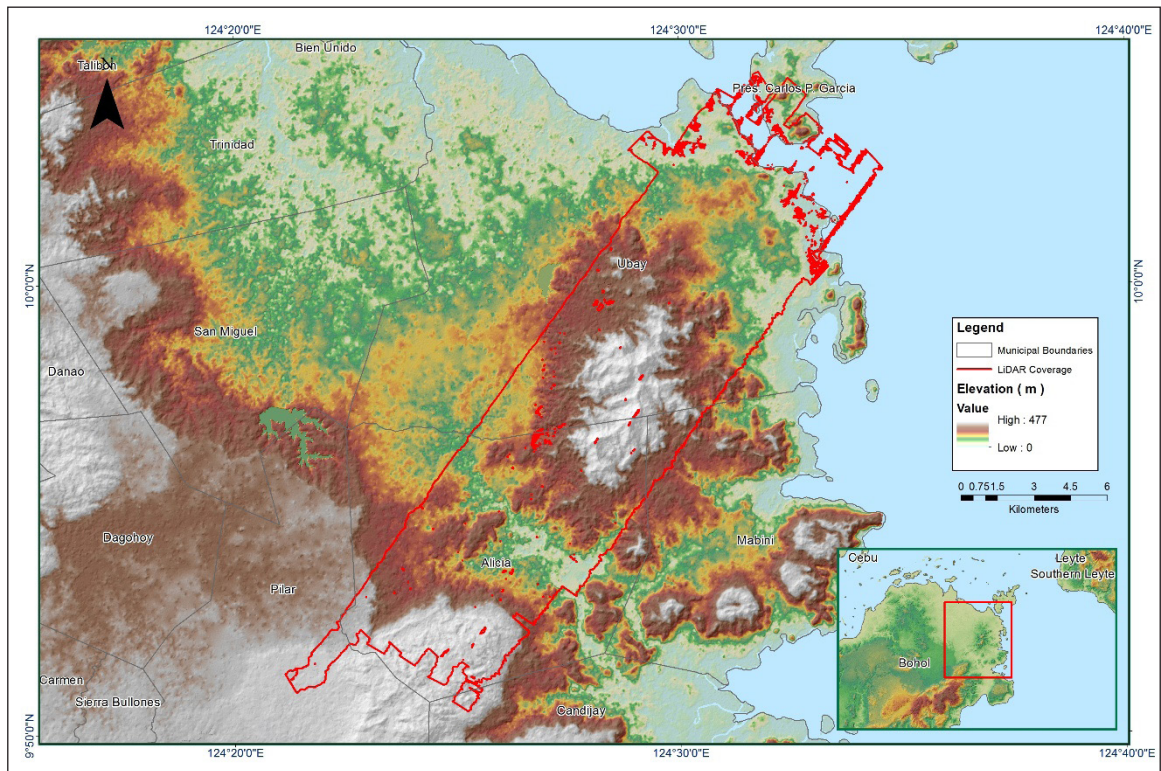 124°20'0"E
124°30'0"E
124°40'0"E
Bien Unido
Talibon
N
Pres. Carlos P. Garcia
Trinidad
Ubay
10°0'0"N
10°0'0"N
San Miguel
Danao
Legend
Municipal Boundaries
LiDAR Coverage
Elevation ( m )
Value
High : 477
Low : 0
0 0.75 1.5 3 4.5 6
Kilometers
Dagohoy
Alicia
Mabini
Pilar
Cebu
Leyte
Southern Leyte
Bohol
Carmen
Sierra Bullones
Candijay
9°50'0"N
124°20'0"E
124°30'0"E
124°40'0"E